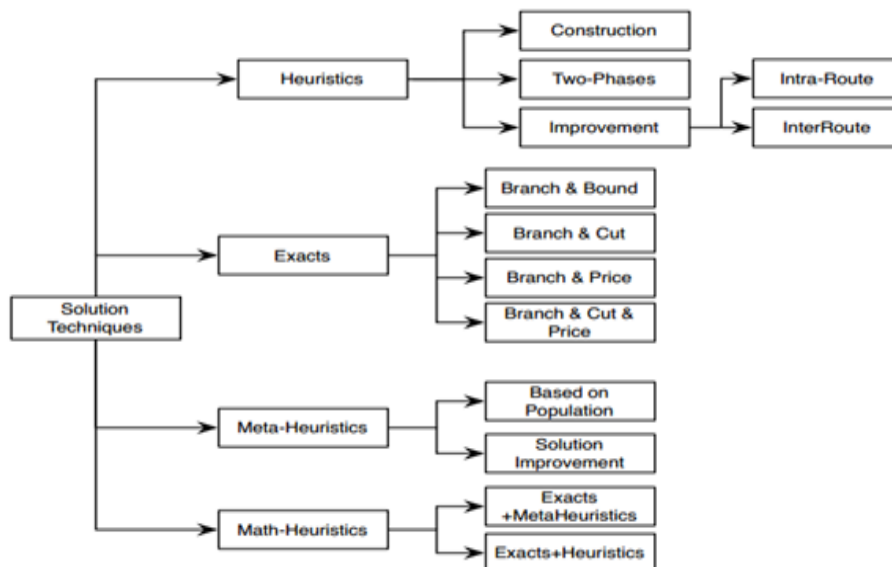 Construction
Heuristics
Two-Phases
Intra-Route
Improvement
InterRoute
Branch & Bound
Branch & Cut
Exacts
Branch & Price
Solution
Techniques
Branch & Cut &
Price
Based on
Population
Meta-Heuristics
Solution
Improvement
Exacts
+MetaHeuristics
Math-Heuristics
Exacts+Heuristics